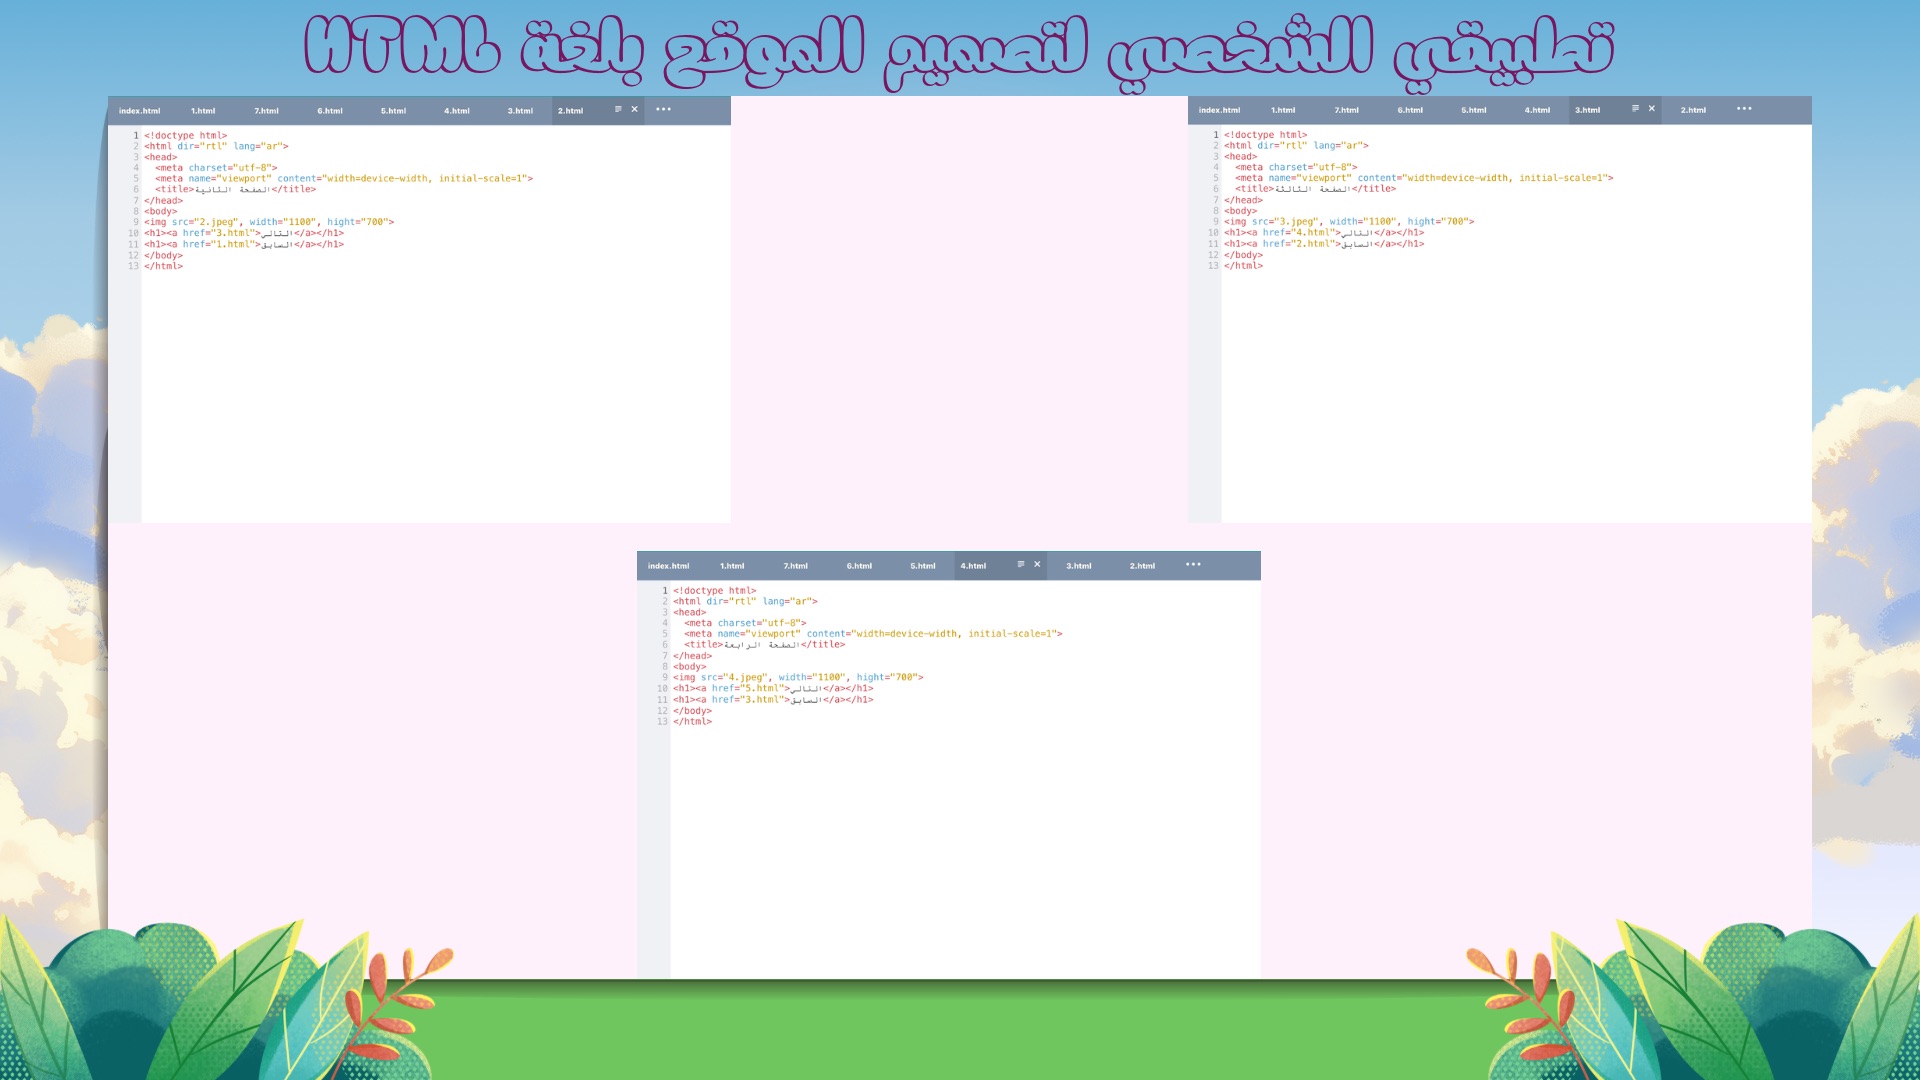 تطبيقي الشخصي لتصميم الموقع بلغة HTML
index.html 1.html 7.html 6.html 5.html 4.html 3.html 2.html
1 <!doctype html>
2 <html dir="rtl" lang="ar">
3 <head>
4 <meta charset="utf-8">
5 <meta name="viewport" content="width=device-width, initial-scale=1">
6 <title>الصفحة الثانية</title>
7 </head>
8 <body>
9 <img src="2.jpeg", width="1100", hight="700">
10 <h1><a href="3.html">التالي</a></h1>
11 <h1><a href="1.html">السابق</a></h1>
12 </body>
13 </html>
index.html 1.html 7.html 6.html 5.html 4.html 3.html 2.html
1 <!doctype html>
2 <html dir="rtl" lang="ar">
3 <head>
4 <meta charset="utf-8">
5 <meta name="viewport" content="width=device-width, initial-scale=1">
6 <title>الصفحة الثالثة</title>
7 </head>
8 <body>
9 <img src="3.jpeg", width="1100", hight="700">
10 <h1><a href="4.html">التالي</a></h1>
11 <h1><a href="2.html">السابق</a></h1>
12 </body>
13 </html>
index.html 1.html 7.html 6.html 5.html 4.html 3.html 2.html
1 <!doctype html>
2 <html dir="rtl" lang="ar">
3 <head>
4 <meta charset="utf-8">
5 <meta name="viewport" content="width=device-width, initial-scale=1">
6 <title>الصفحة الرابعة</title>
7 </head>
8 <body>
9 <img src="4.jpeg", width="1100", hight="700">
10 <h1><a href="5.html">التالي</a></h1>
11 <h1><a href="3.html">السابق</a></h1>
12 </body>
13 </html>